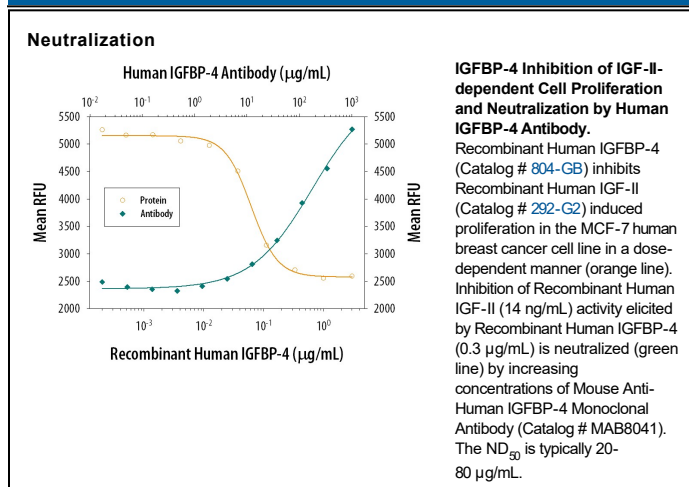 Neutralization
Human IGFBP-4 Antibody (μg/mL)
10-2 10-1 100 101 102 103
5500 5500
5000 5000
4500 4500
4000 4000
3500 3500
3000 3000
2500 2500
2000 2000
Mean RFU
Mean RFU
Protein
Antibody
10-3 10-2 10-1 100
Recombinant Human IGFBP-4 (μg/mL)
IGFBP-4 Inhibition of IGF-II-
dependent Cell Proliferation
and Neutralization by Human
IGFBP-4 Antibody.
Recombinant Human IGFBP-4
(Catalog # 804-GB) inhibits
Recombinant Human IGF-II
(Catalog # 292-G2) induced
proliferation in the MCF-7 human
breast cancer cell line in a dose-
dependent manner (orange line).
Inhibition of Recombinant Human
IGF-II (14 ng/mL) activity elicited
by Recombinant Human IGFBP-4
(0.3 μg/mL) is neutralized (green
line) by increasing
concentrations of Mouse Anti-
Human IGFBP-4 Monoclonal
Antibody (Catalog # MAB8041).
The ND50 is typically 20-
80 μg/mL.